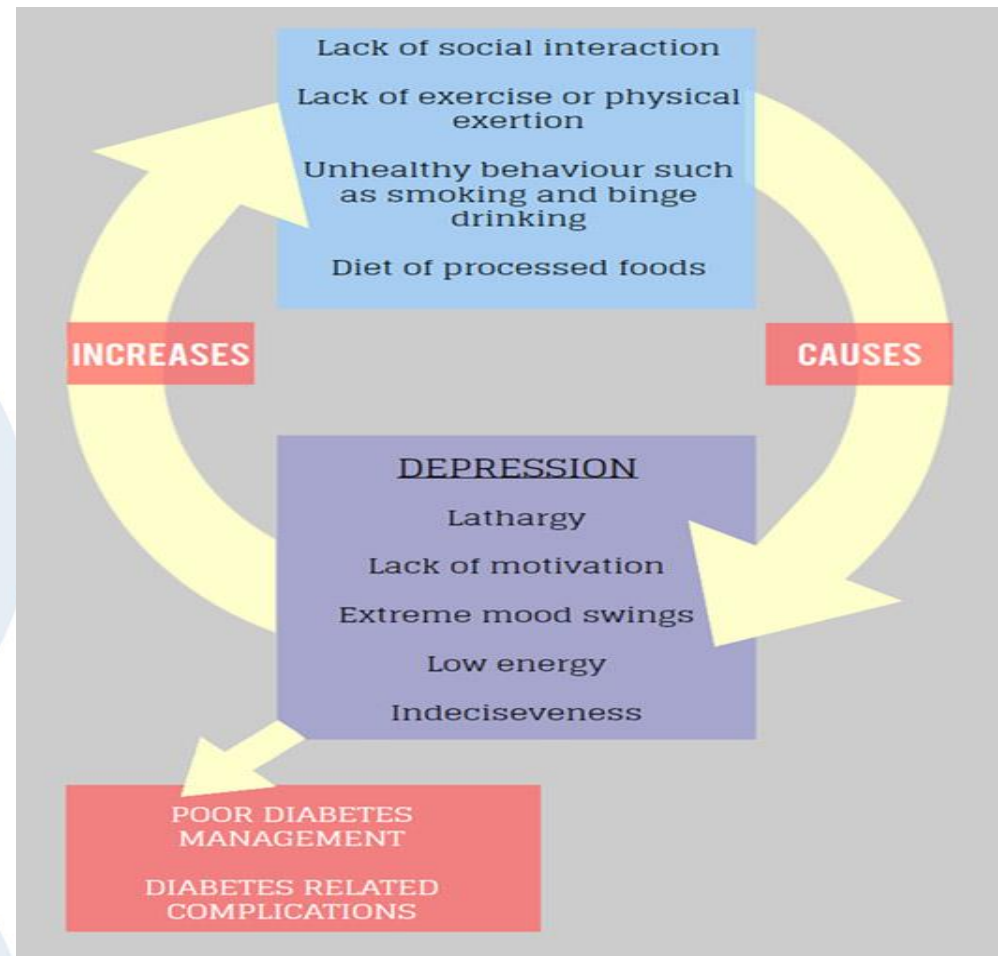 Lack of social interaction
Lack of exercise or physical
exertion
Unhealthy behaviour such
as smoking and binge
drinking
Diet of processed foods
INCREASES
CAUSES
DEPRESSION
Lathargy
Lack of motivation
Extreme mood swings
Low energy
Indeciseveness
POOR DIABETES
MANAGEMENT
DIABETES RELATED
COMPLICATIONS